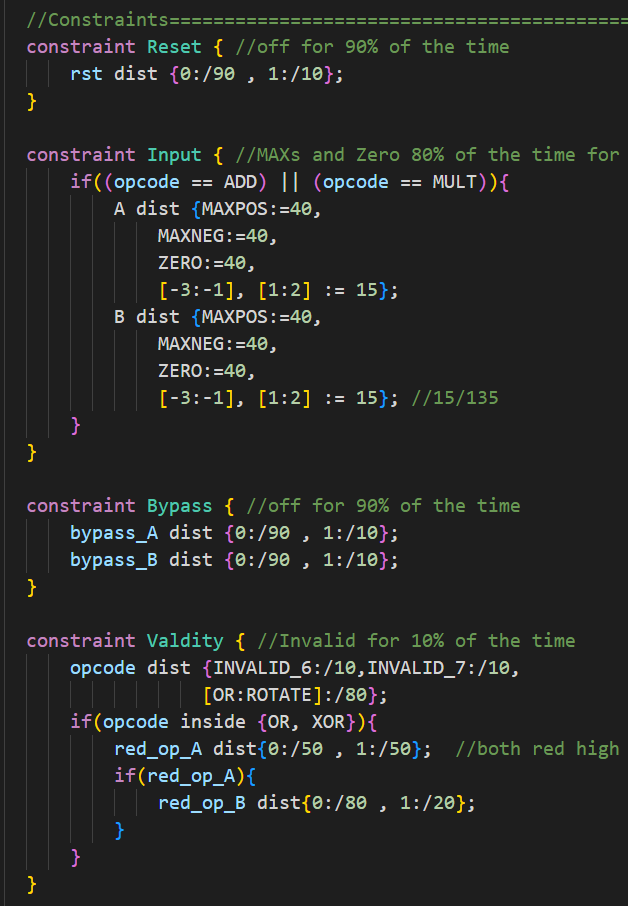 //Constraints===========================================
constraint Reset { //off for 90% of the time
rst dist {0:/90 , 1:/10};
}
constraint Input { //MAXs and Zero 80% of the time for
if((opcode == ADD) || (opcode == MULT)){
A dist {MAXPOS:=40,
MAXNEG:=40,
ZERO:=40,
[-3:-1], [1:2] := 15};
B dist {MAXPOS:=40,
MAXNEG:=40,
ZERO:=40,
[-3:-1], [1:2] := 15}; //15/135
}
}
constraint Bypass { //off for 90% of the time
bypass_A dist {0:/90 , 1:/10};
bypass_B dist {0:/90 , 1:/10};
}
constraint Valdity { //Invalid for 10% of the time
opcode dist {INVALID_6:/10,INVALID_7:/10,
[OR:ROTATE]:/80};
if(opcode inside {OR, XOR}){
red_op_A dist{0:/50 , 1:/50};  //both red high
if(red_op_A){
red_op_B dist{0:/80 , 1:/20};
}
}
}